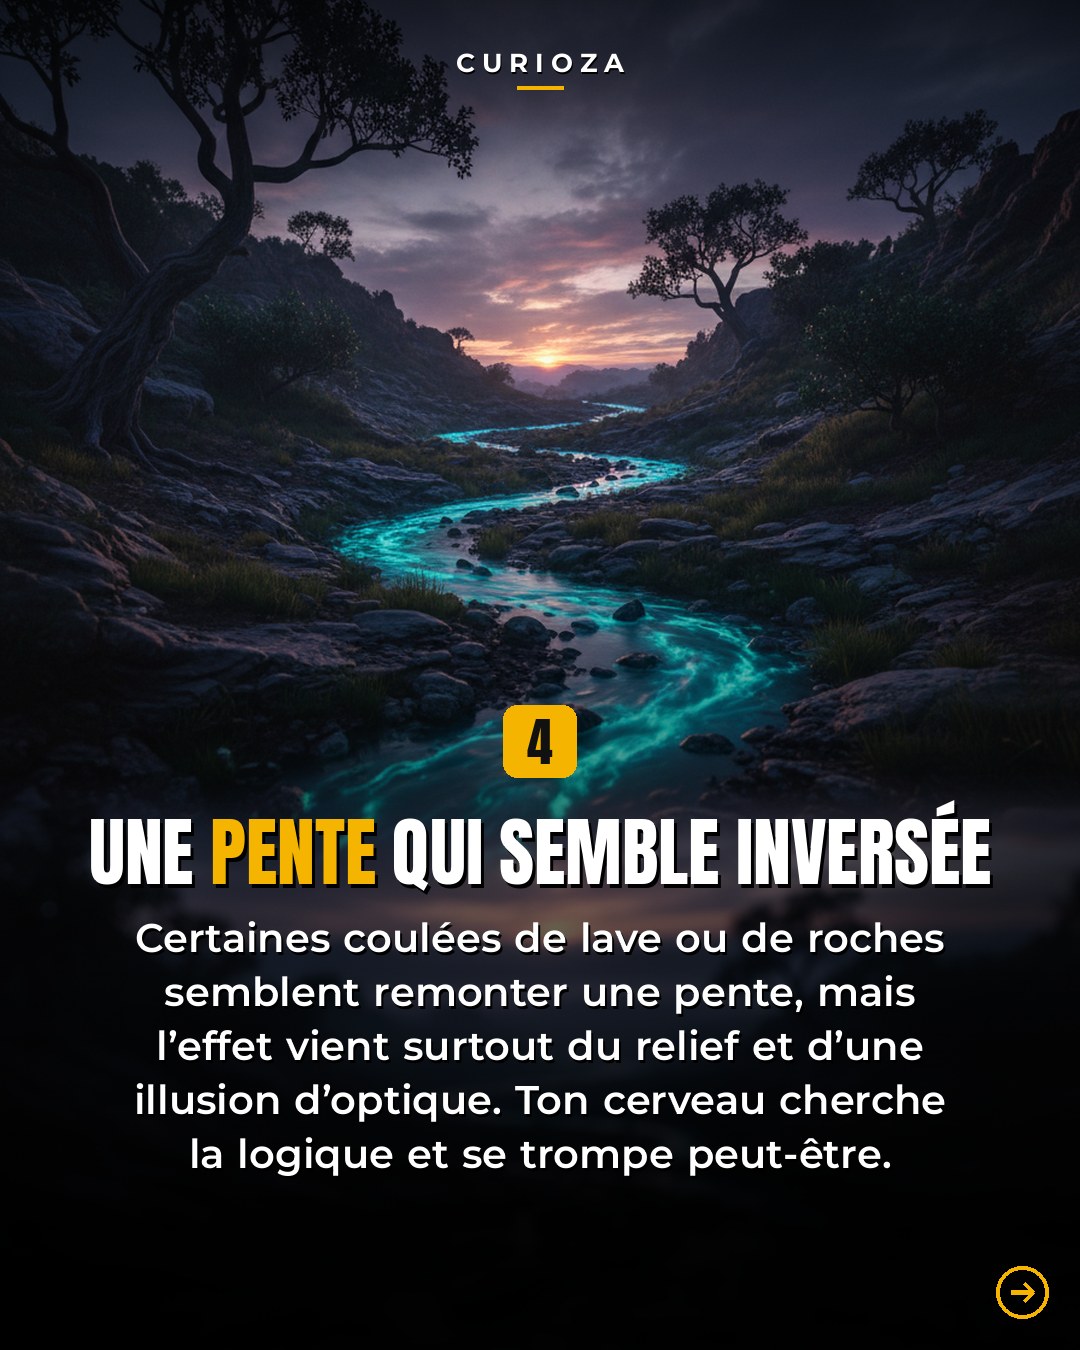 CURIOZA
4
UNE PENTE QUI SEMBLE INVERSÉE
Certaines coulées de lave ou de roches
semblent remonter une pente, mais
l’effet vient surtout du relief et d’une
illusion d’optique. Ton cerveau cherche
la logique et se trompe peut-être.